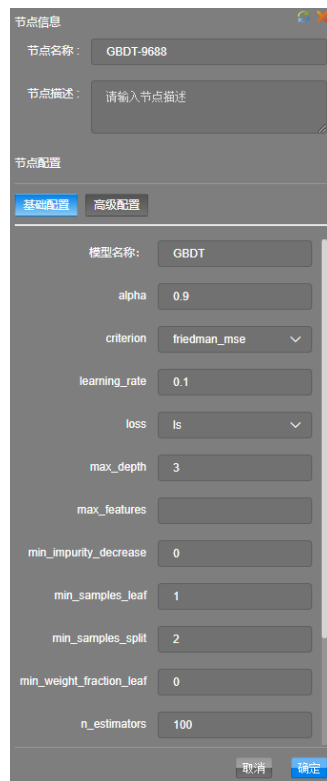 节点信息
节点名称： GBDT-9688
节点描述： 请输入节点描述
节点配置
基础配置 高级配置
模型名称： GBDT
alpha 0.9
criterion friedman_mse
learning_rate 0.1
loss ls
max_depth 3
max_features
min_impurity_decrease 0
min_samples_leaf 1
min_samples_split 2
min_weight_fraction_leaf 0
n_estimators 100
取消 确定